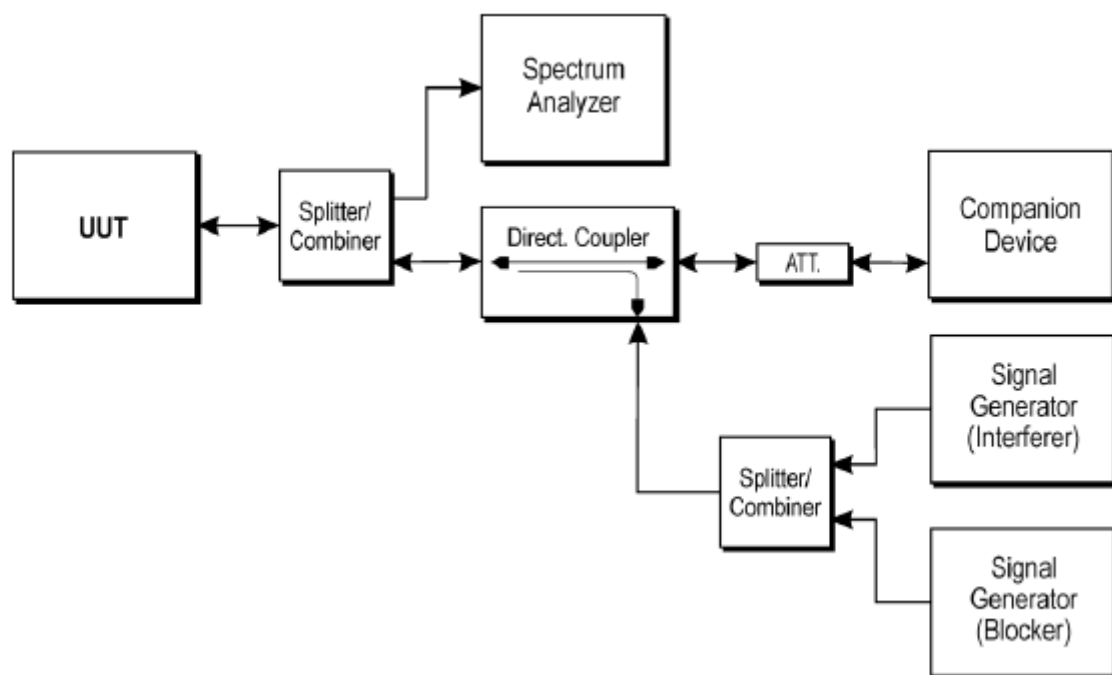 Spectrum
Analyzer
UUT
Splitter/
Combiner
Direct. Coupler
ATT.
Companion
Device
Signal
Generator
(Interferer)
Splitter/
Combiner
Signal
Generator
(Blocker)